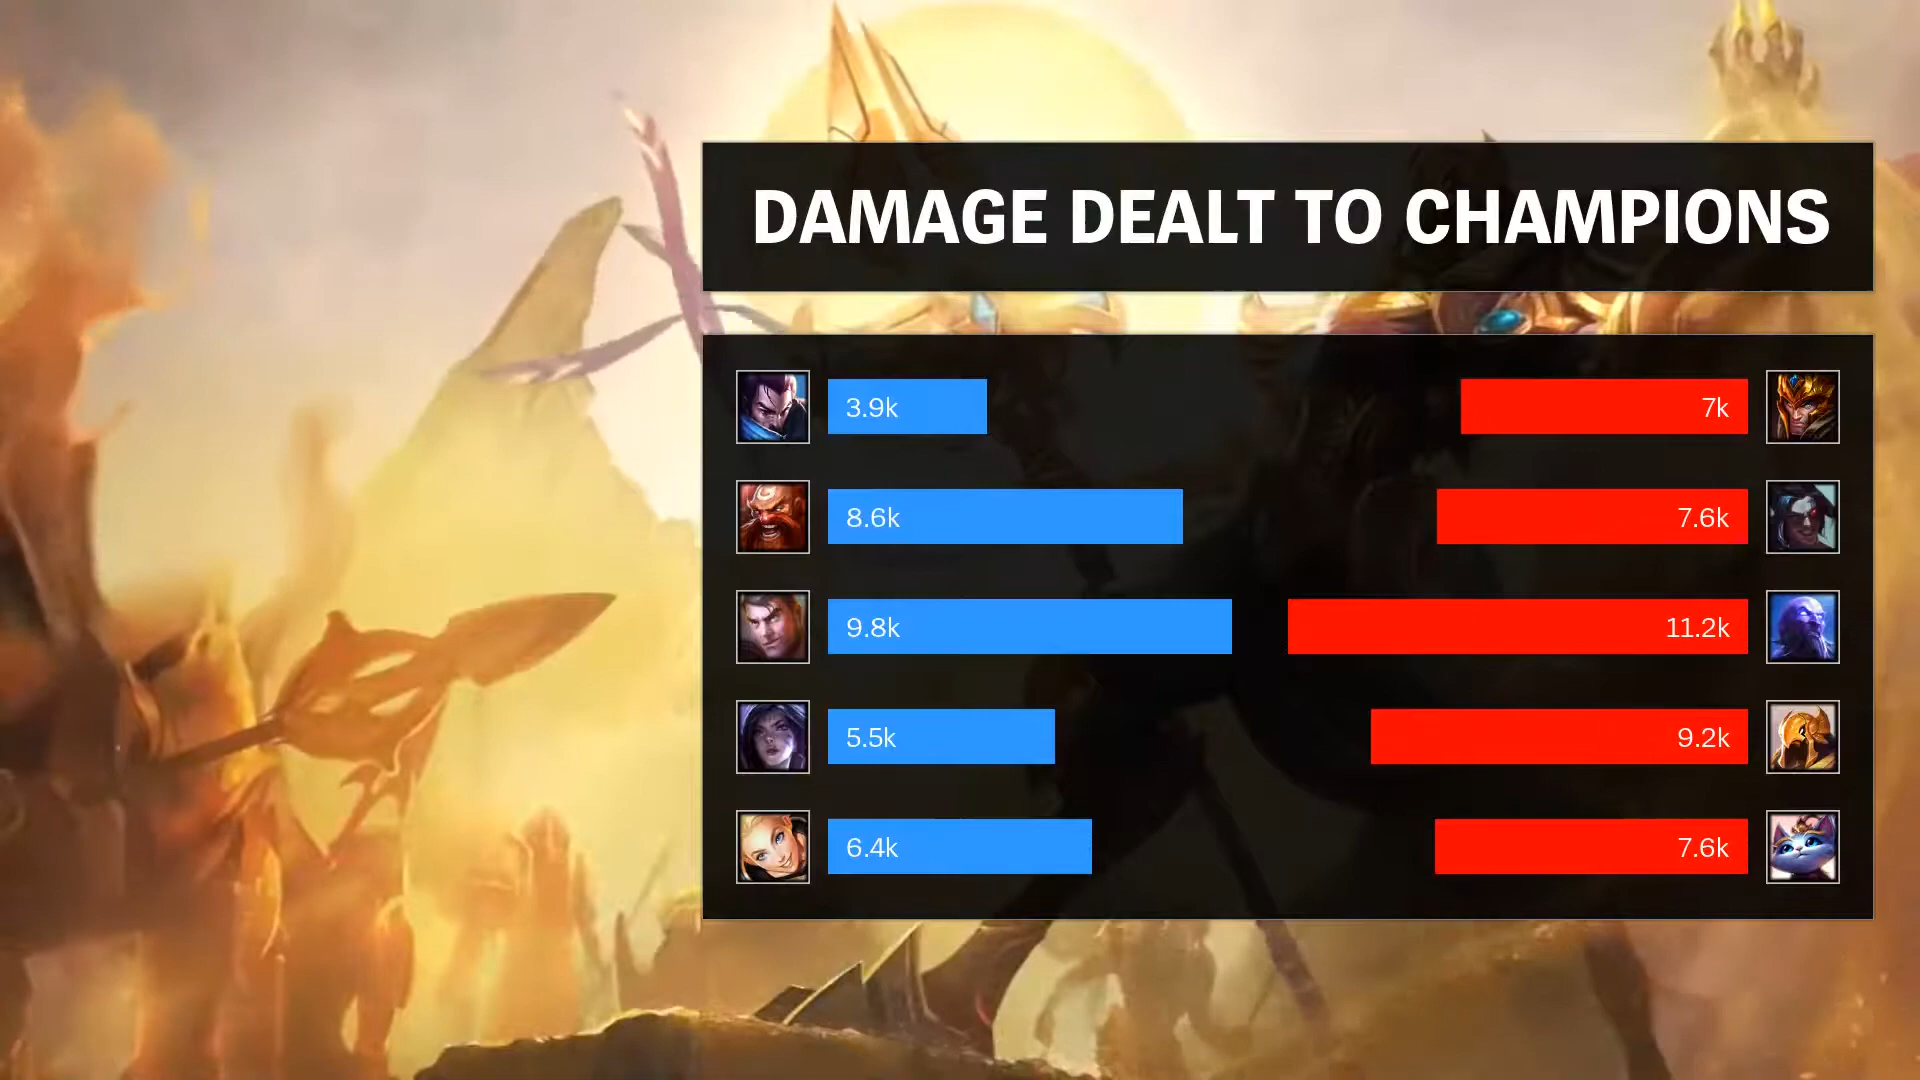 DAMAGE DEALT TO CHAMPIONS
3.9k 7k
8.6k 7.6k
9.8k 11.2k
5.5k 9.2k
6.4k 7.6k